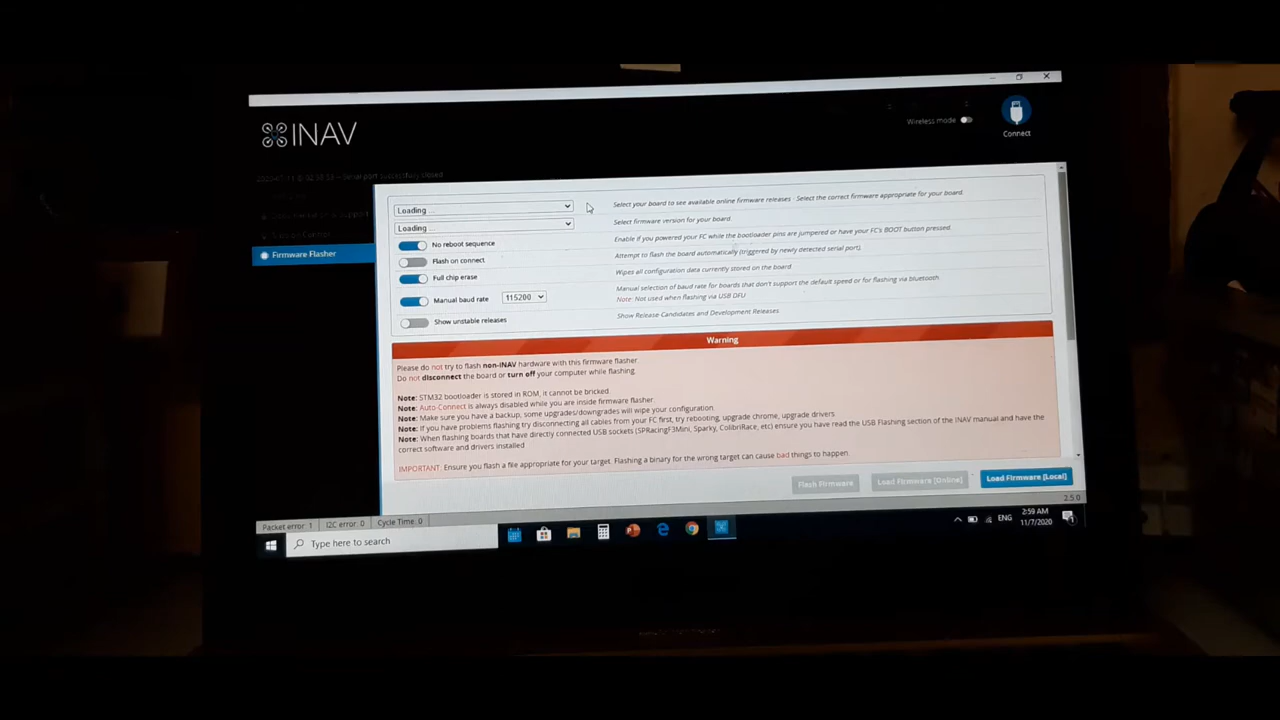 INAV
Wireless mode
Connect
Serial port successfully closed
Firmware Flasher
Loading ...
Select your board to see available online firmware releases - Select the correct firmware appropriate for your board.
Loading ...
Select firmware version for your board.
No reboot sequence
Enable if you powered your FC while the bootloader pins are jumpered or have your FC's BOOT button pressed.
Flash on connect
Attempt to flash the board automatically (triggered by newly detected serial port).
Full chip erase
Wipes all configuration data currently stored on the board
Manual baud rate
115200
Manual selection of baud rate for boards that don't support the default speed or for flashing via bluetooth.
Note: Not used when flashing via USB DFU
Show unstable releases
Show Release-Candidates and Development Releases.
Warning
Please do not try to flash non-INAV hardware with this firmware flasher.
Do not disconnect the board or turn off your computer while flashing.
Note: STM32 bootloader is stored in ROM, it cannot be bricked.
Note: Auto-Connect is always disabled while you are inside firmware flasher.
Note: Make sure you have a backup, some upgrades/downgrades will wipe your configuration.
Note: If you have problems flashing try disconnecting all cables from your FC first, try rebooting, upgrade chrome, upgrade drivers.
Note: When flashing boards that have directly connected USB sockets (SPRacingF3Mini, Sparky, ColibriRace, etc) ensure you have read the USB Flashing section of the INAV manual and have the
correct software and drivers installed
IMPORTANT: Ensure you flash a file appropriate for your target. Flashing a binary for the wrong target can cause bad things to happen.
Flash Firmware
Load Firmware [Online]
Load Firmware [Local]
Packet error: 1
I2C error: 0
Cycle Time: 0
2.5.0
Type here to search
ENG
2:59 AM
11/7/2020
1